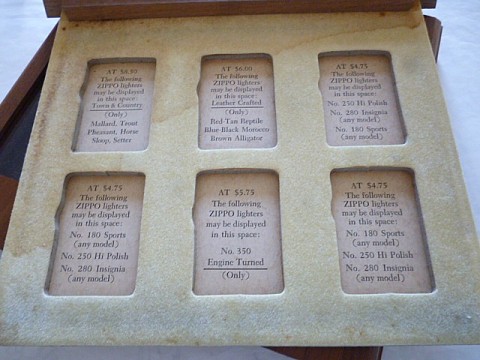 AT $8.50
The following
ZIPPO lighters
may be displayed
in this space:
Town & Country
(Only)
Mallard, Trout
Pheasant, Horse
Sloop, Setter
AT $6.00
The following
ZIPPO lighters
may be displayed
in this space:
Leather Crafted
(Only)
Red-Tan Reptile
Blue-Black Morocco
Brown Alligator
AT $4.75
The following
ZIPPO lighters
may be displayed
in this space:
No. 250 Hi Polish
No. 280 Insignia
(any model)
No. 180 Sports
(any model)
AT $4.75
The following
ZIPPO lighters
may be displayed
in this space:
No. 180 Sports
(any model)
No. 250 Hi Polish
No. 280 Insignia
(any model)
AT $5.75
The following
ZIPPO lighters
may be displayed
in this space:
No. 350
Engine Turned
(Only)
AT $4.75
The following
ZIPPO lighters
may be displayed
in this space:
No. 180 Sports
(any model)
No. 250 Hi Polish
No. 280 Insignia
(any model)